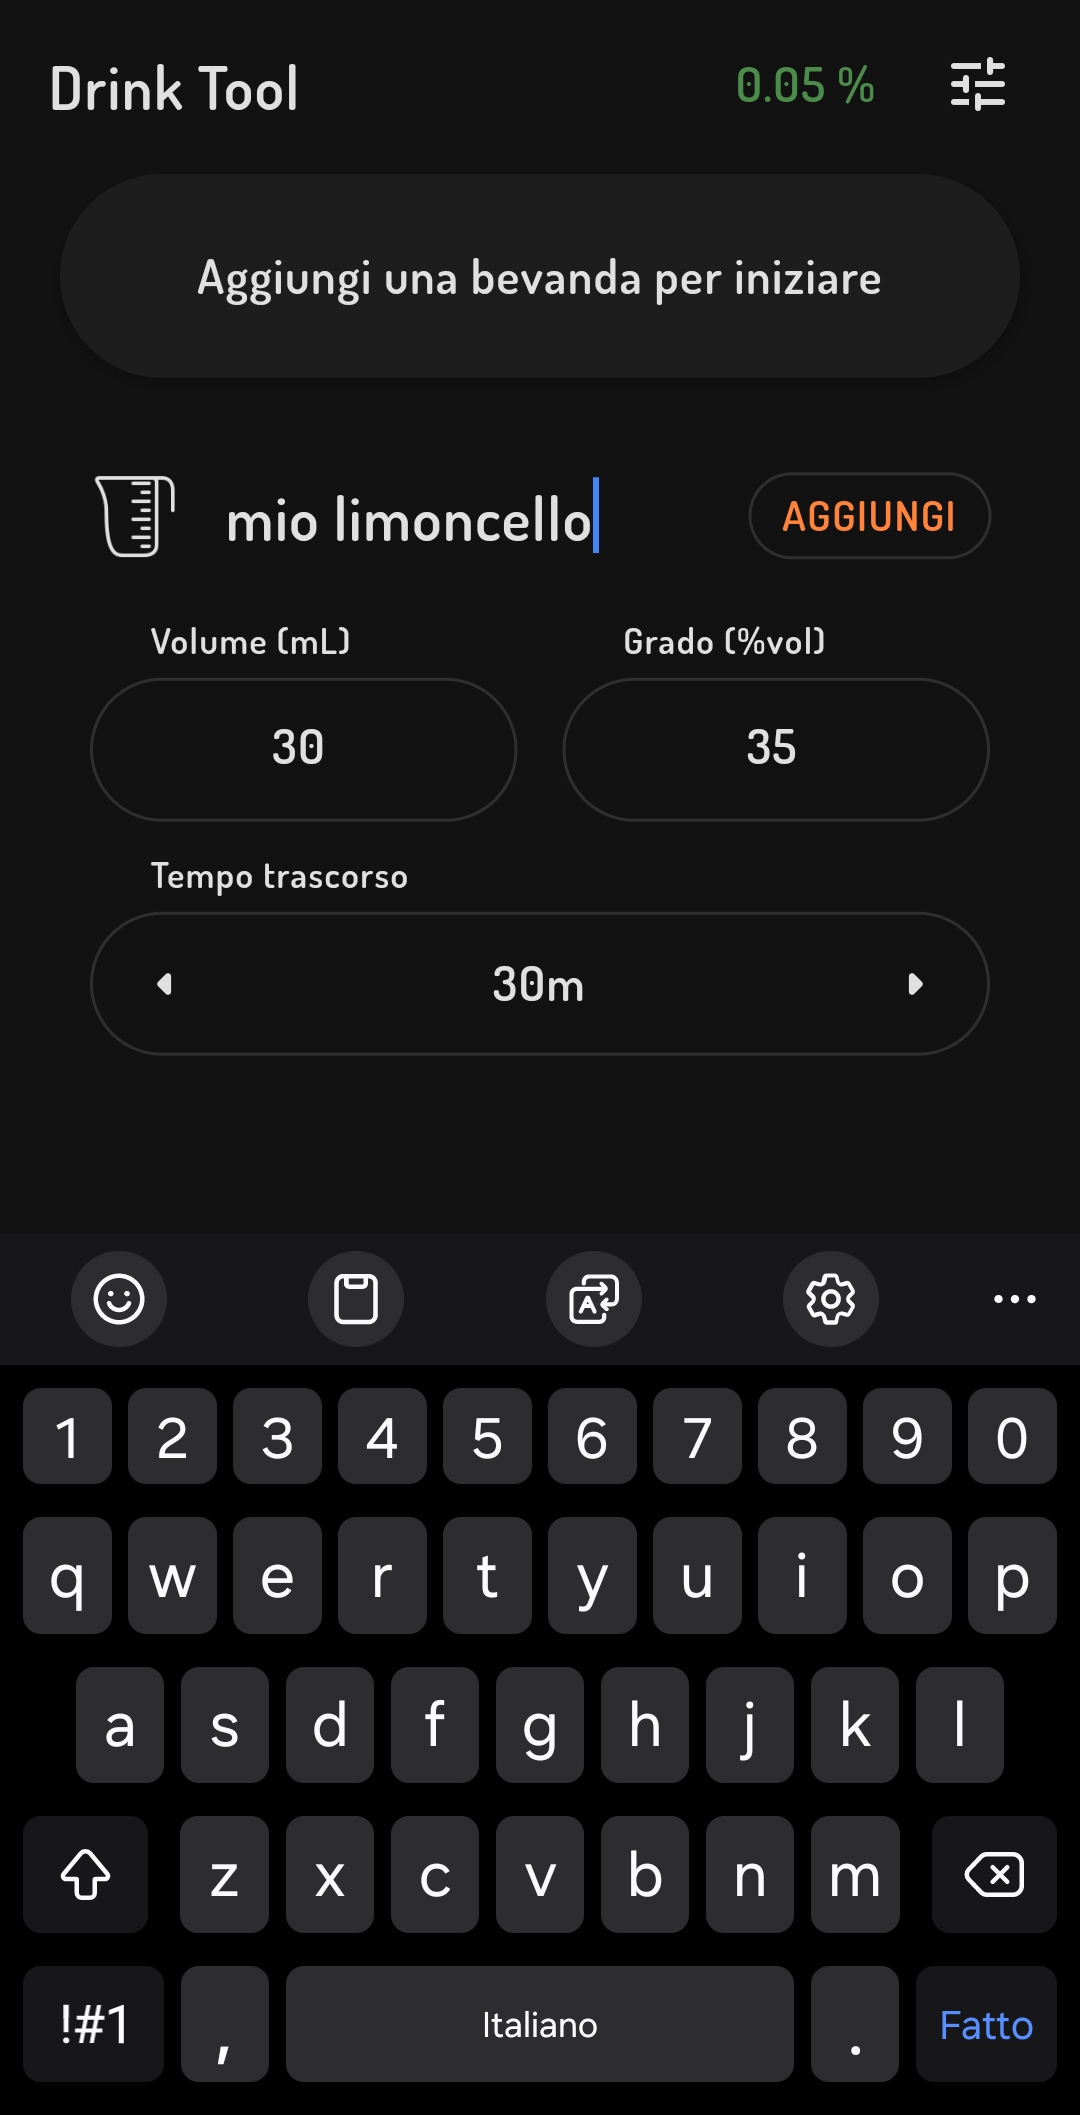 Drink Tool
0.05 %
Aggiungi una bevanda per iniziare
mio limoncello
AGGIUNGI
Volume (mL)
Grado (%vol)
30
35
Tempo trascorso
30m
A
1 2 3 4 5 6 7 8 9 0
q w e r t y u i o p
a s d f g h j k l
z x c v b n m
!#1 , Italiano . Fatto